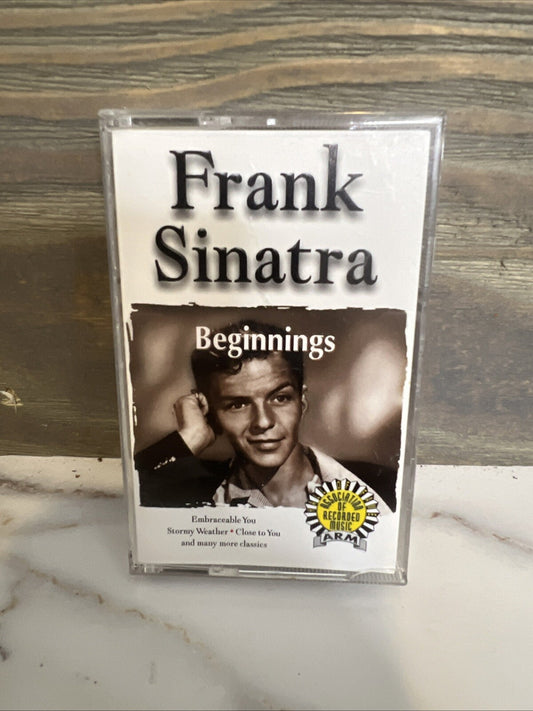 Frank
Sinatra
Beginnings
Embraceable You
Stormy Weather • Close to You
and many more classics
ASSOCIATION
OF
RECORDED
MUSIC
ARM